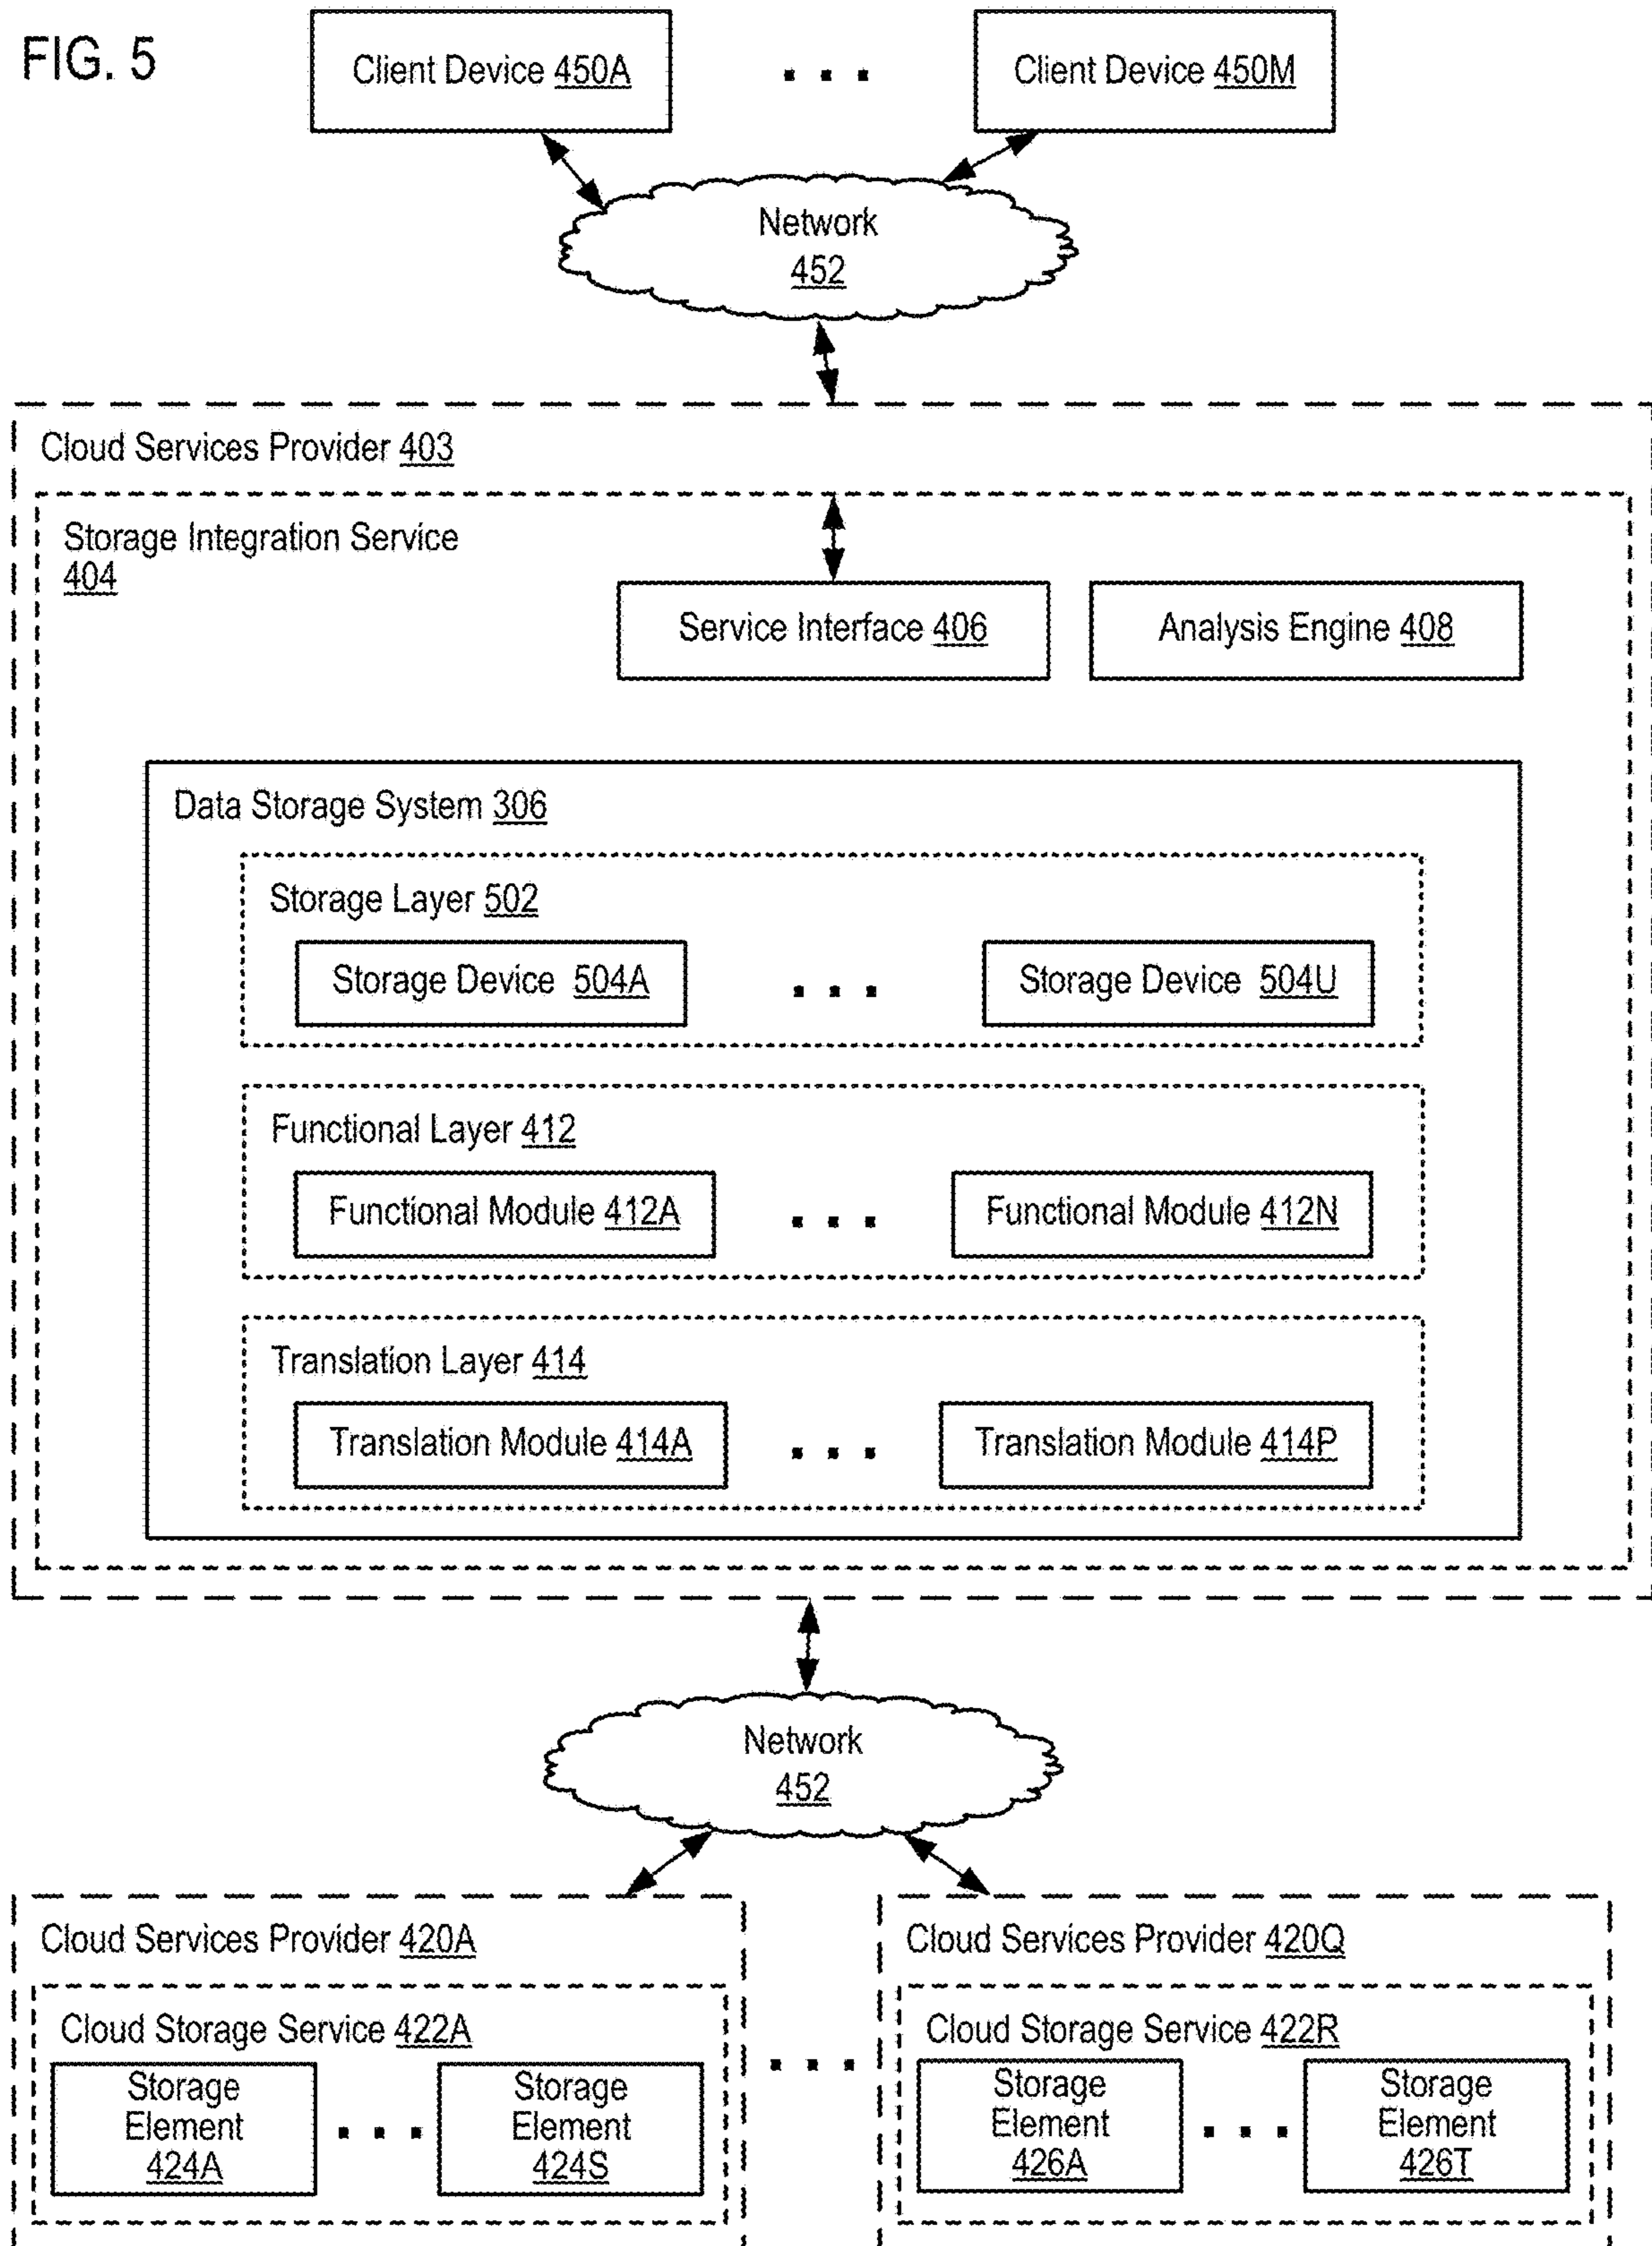 FIG. 5
Client Device 450A
. . .
Client Device 450M
Network
452
Cloud Services Provider 403
Storage Integration Service
404
Service Interface 406
Analysis Engine 408
Data Storage System 306
Storage Layer 502
Storage Device 504A
. . .
Storage Device 504U
Functional Layer 412
Functional Module 412A
. . .
Functional Module 412N
Translation Layer 414
Translation Module 414A
. . .
Translation Module 414P
Network
452
Cloud Services Provider 420A
Cloud Storage Service 422A
Storage
Element
424A
. . .
Storage
Element
424S
. . .
Cloud Services Provider 420Q
Cloud Storage Service 422R
Storage
Element
426A
. . .
Storage
Element
426T